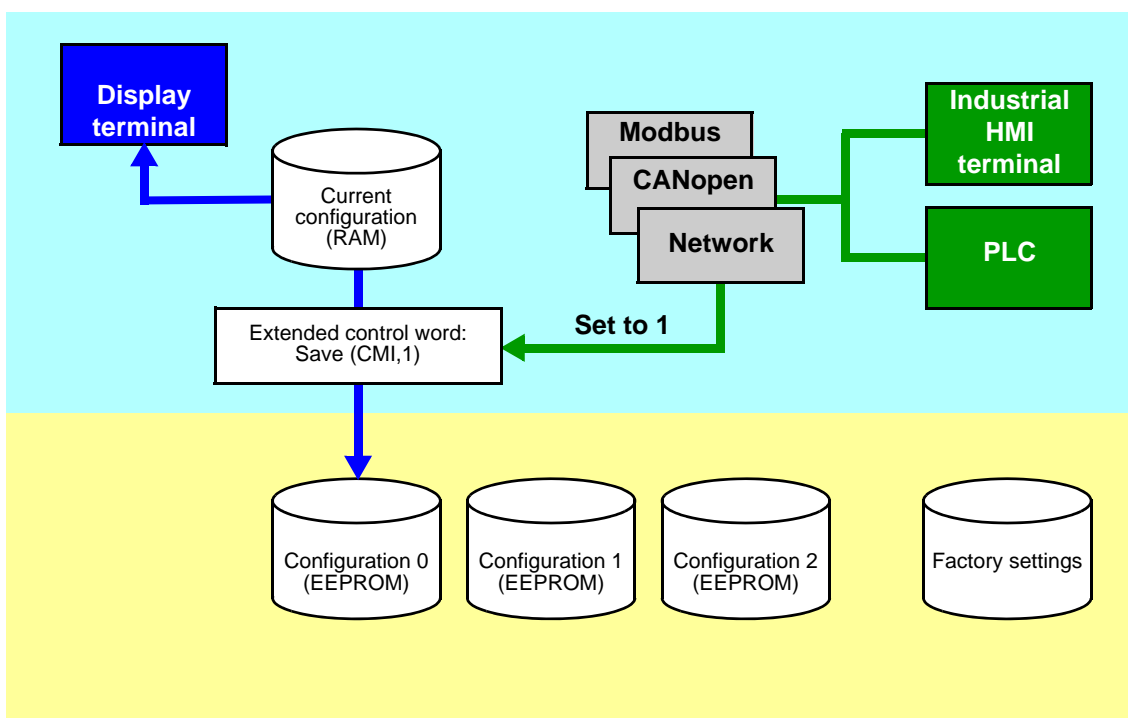 Display
terminal
Current
configuration
(RAM)
Modbus
CANopen
Network
Industrial
HMI
terminal
PLC
Extended control word:
Save (CMI,1)
Set to 1
Configuration 0
(EEPROM)
Configuration 1
(EEPROM)
Configuration 2
(EEPROM)
Factory settings